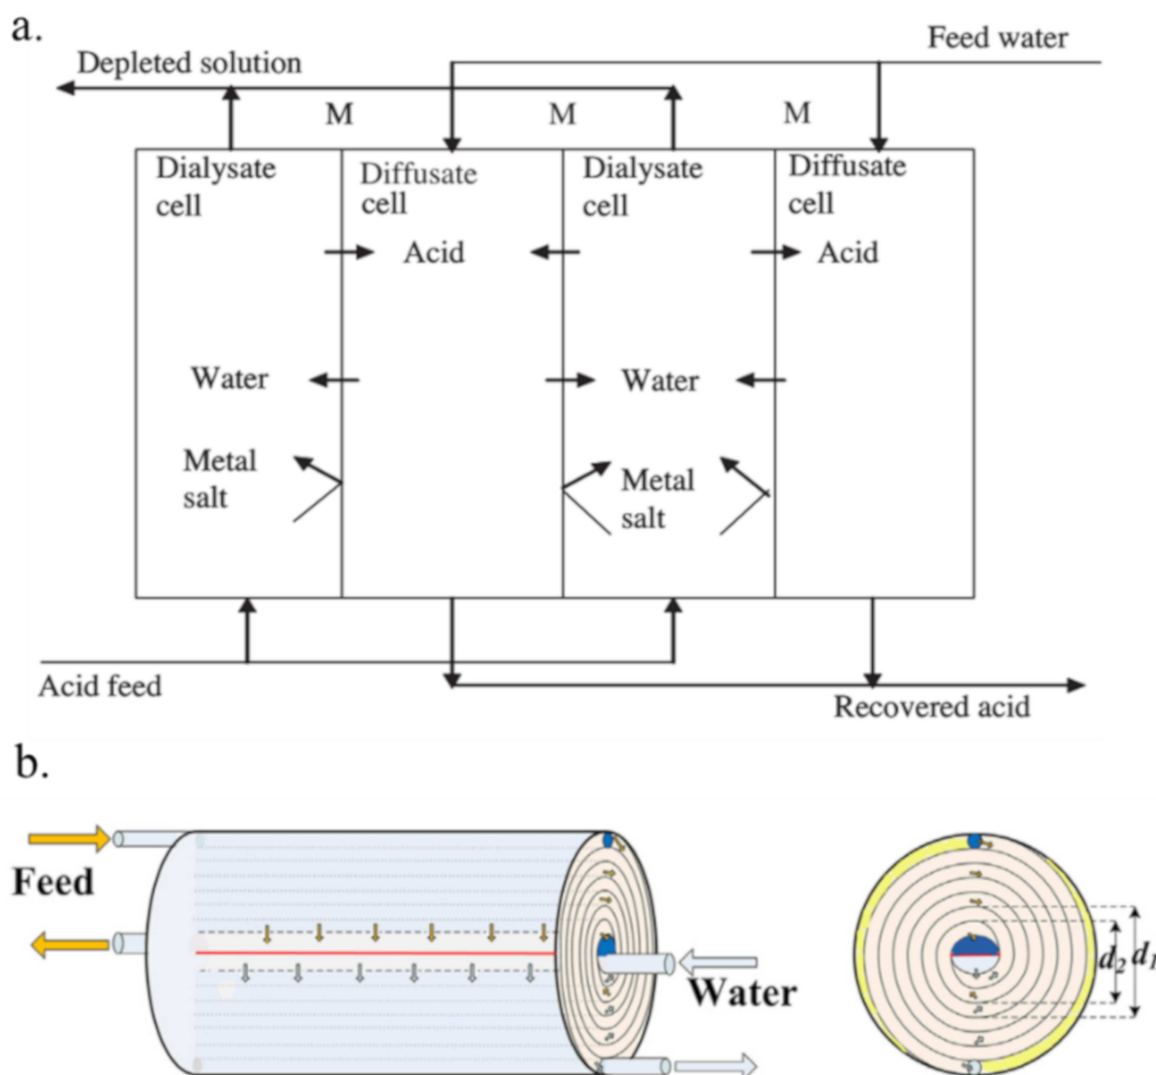 a.
Feed water
Depleted solution
M
M
M
Dialysate
cell
Diffusate
cell
Dialysate
cell
Diffusate
cell
Acid
Acid
Water
Water
Metal
salt
Metal
salt
Acid feed
Recovered acid
b.
Feed
Water
d2
d1